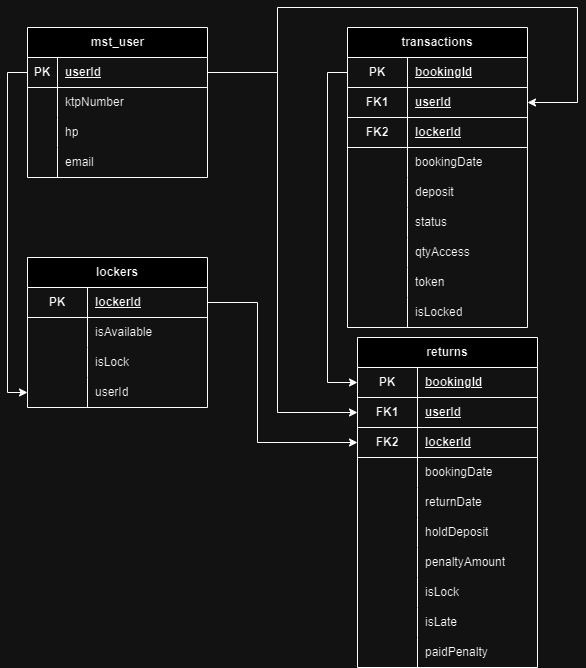 mst_user
PK userId
ktpNumber
hp
email
transactions
PK bookingId
FK1 userId
FK2 lockerId
bookingDate
deposit
status
qtyAccess
token
isLocked
lockers
PK lockerId
isAvailable
isLock
userId
returns
PK bookingId
FK1 userId
FK2 lockerId
bookingDate
returnDate
holdDeposit
penaltyAmount
isLock
isLate
paidPenalty